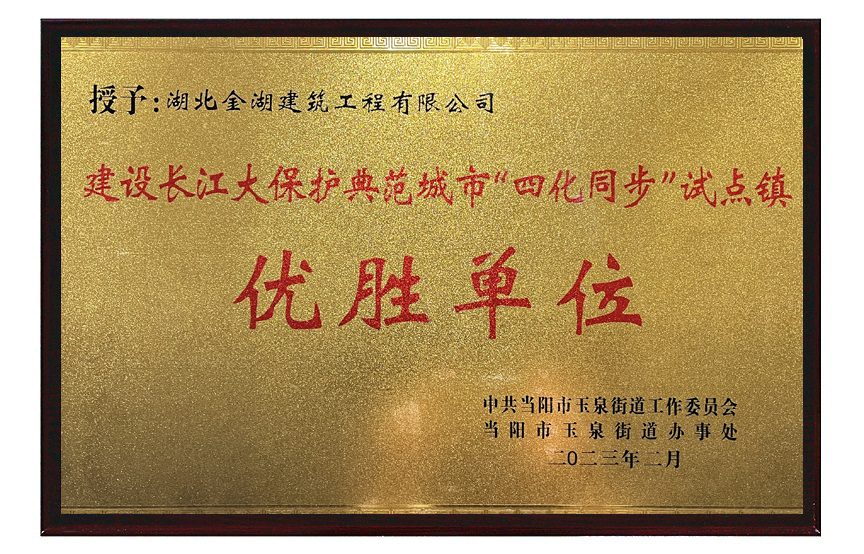 授予:湖北金湖建筑工程有限公司
建设长江大保护典范城市“四化同步”试点镇
优胜单位
中共当阳市玉泉街道工作委员会
当阳市玉泉街道办事处
二0二三年二月